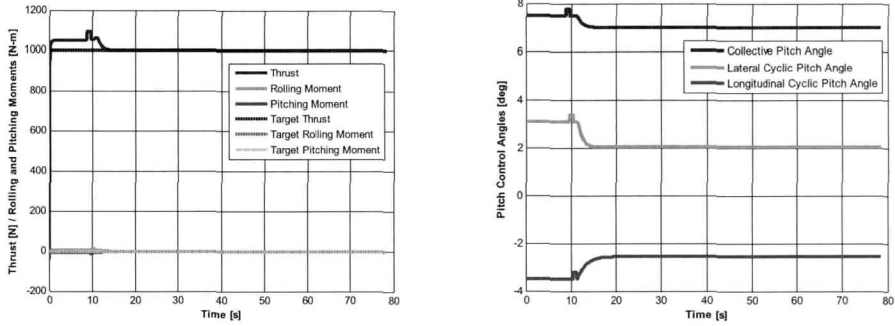 1200
1000
800
600
400
200
0
-200
0
10
20
30
40
50
60
70
80
Time [s]
Thrust [N] / Rolling and Pitching Moments [N-m]
Thrust
Rolling Moment
Pitching Moment
Target Thrust
Target Rolling Moment
Target Pitching Moment
8
6
4
2
0
-2
-4
0
10
20
30
40
50
60
70
80
Time [s]
Pitch Control Angles [deg]
Collective Pitch Angle
Lateral Cyclic Pitch Angle
Longitudinal Cyclic Pitch Angle